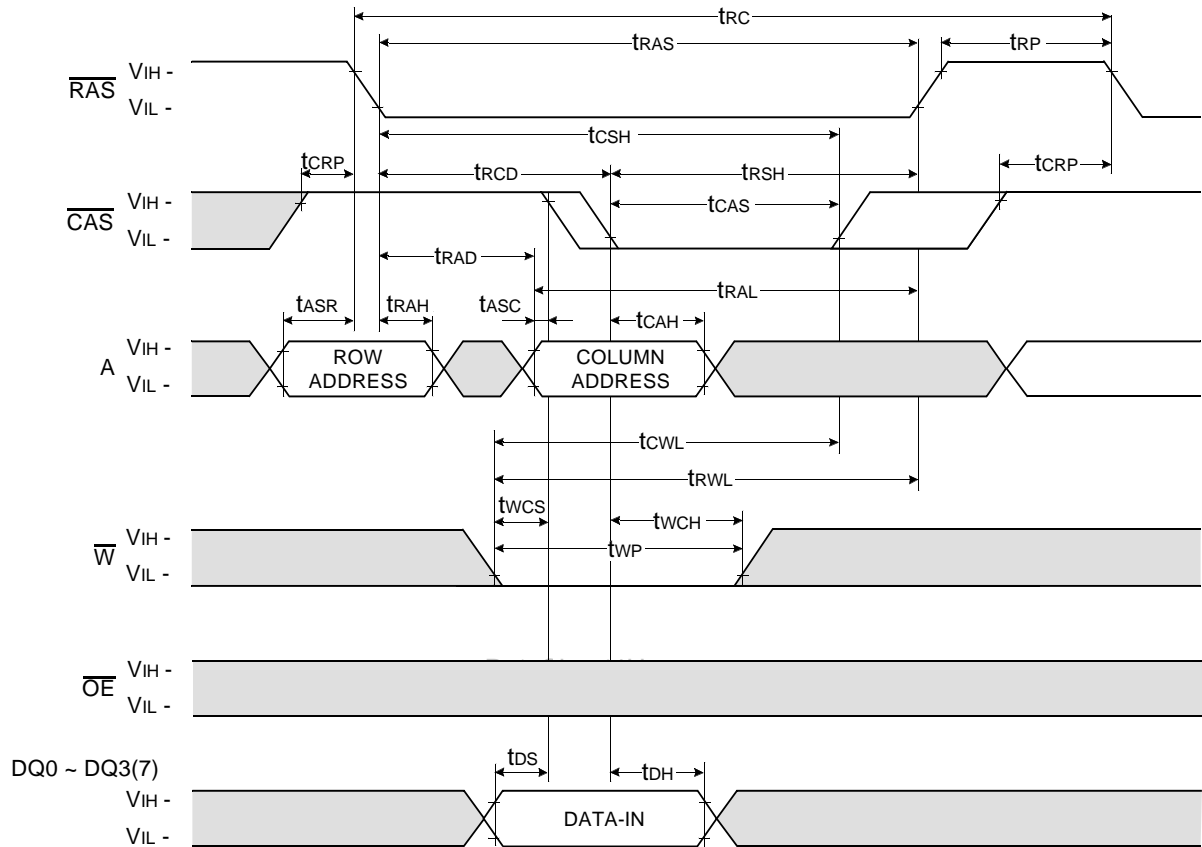 tRC
tRAS
tRP
RAS
VIH -
VIL -
tCSH
tCRP
tRCD
tRSH
tCRP
CAS
VIH -
VIL -
tCAS
tRAD
tRAL
tASR
tRAH
tASC
tCAH
A
VIH -
VIL -
ROW
ADDRESS
COLUMN
ADDRESS
tCWL
tRWL
tWCS
tWCH
W
VIH -
VIL -
tWP
OE
VIH -
VIL -
DQ0 ~ DQ3(7)
tDS
tDH
VIH -
VIL -
DATA-IN